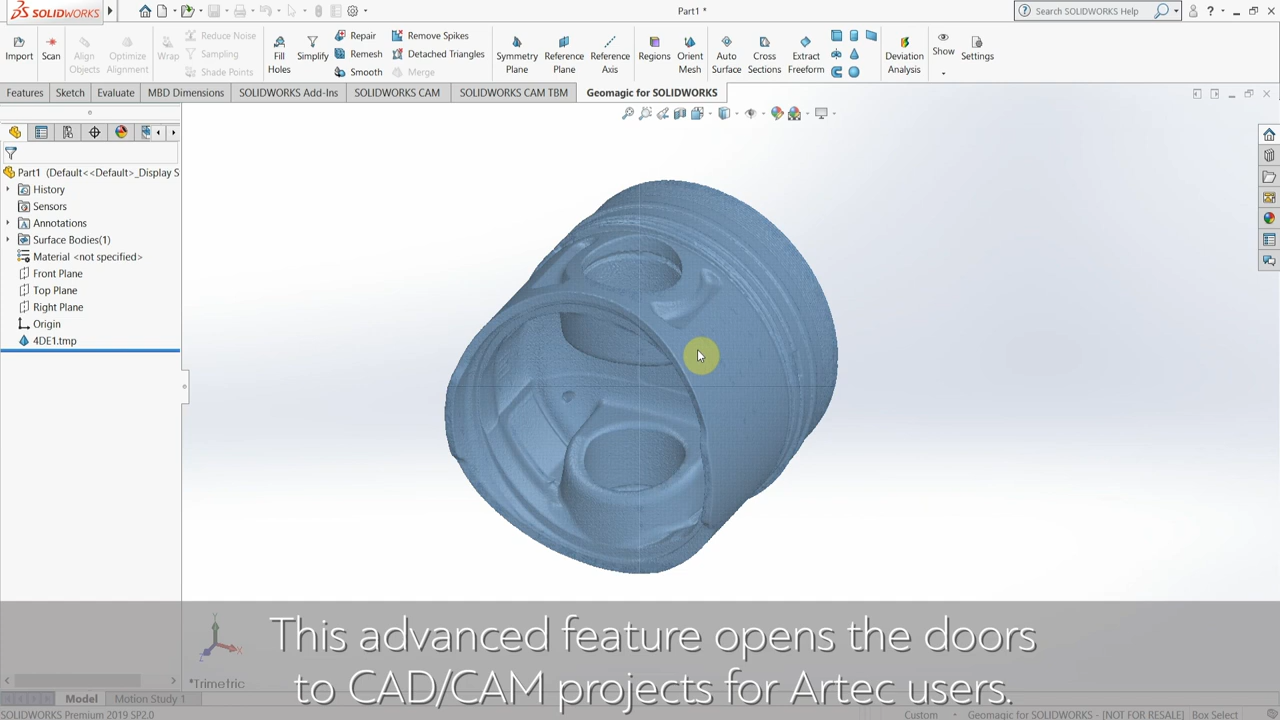 SOLIDWORKS
Part1 *
Search SOLIDWORKS Help
?
Import
Scan
Align Objects
Optimize Alignment
Wrap
Reduce Noise
Sampling
Shade Points
Fill Holes
Simplify
Repair
Remesh
Smooth
Remove Spikes
Detached Triangles
Merge
Symmetry Plane
Reference Plane
Reference Axis
Regions
Orient Mesh
Auto Surface
Cross Sections
Extract Freeform
Deviation Analysis
Show
Settings
Features
Sketch
Evaluate
MBD Dimensions
SOLIDWORKS Add-Ins
SOLIDWORKS CAM
SOLIDWORKS CAM TBM
Geomagic for SOLIDWORKS
Part1 (Default<<Default>_Display S
History
Sensors
Annotations
Surface Bodies(1)
Material <not specified>
Front Plane
Top Plane
Right Plane
Origin
4DE1.tmp
Y
X
Z
*Trimetric
This advanced feature opens the doors
to CAD/CAM projects for Artec users.
Model
Motion Study 1
SOLIDWORKS Premium 2019 SP2.0
Custom
Geomagic for SOLIDWORKS - [NOT FOR RESALE]
Box Select